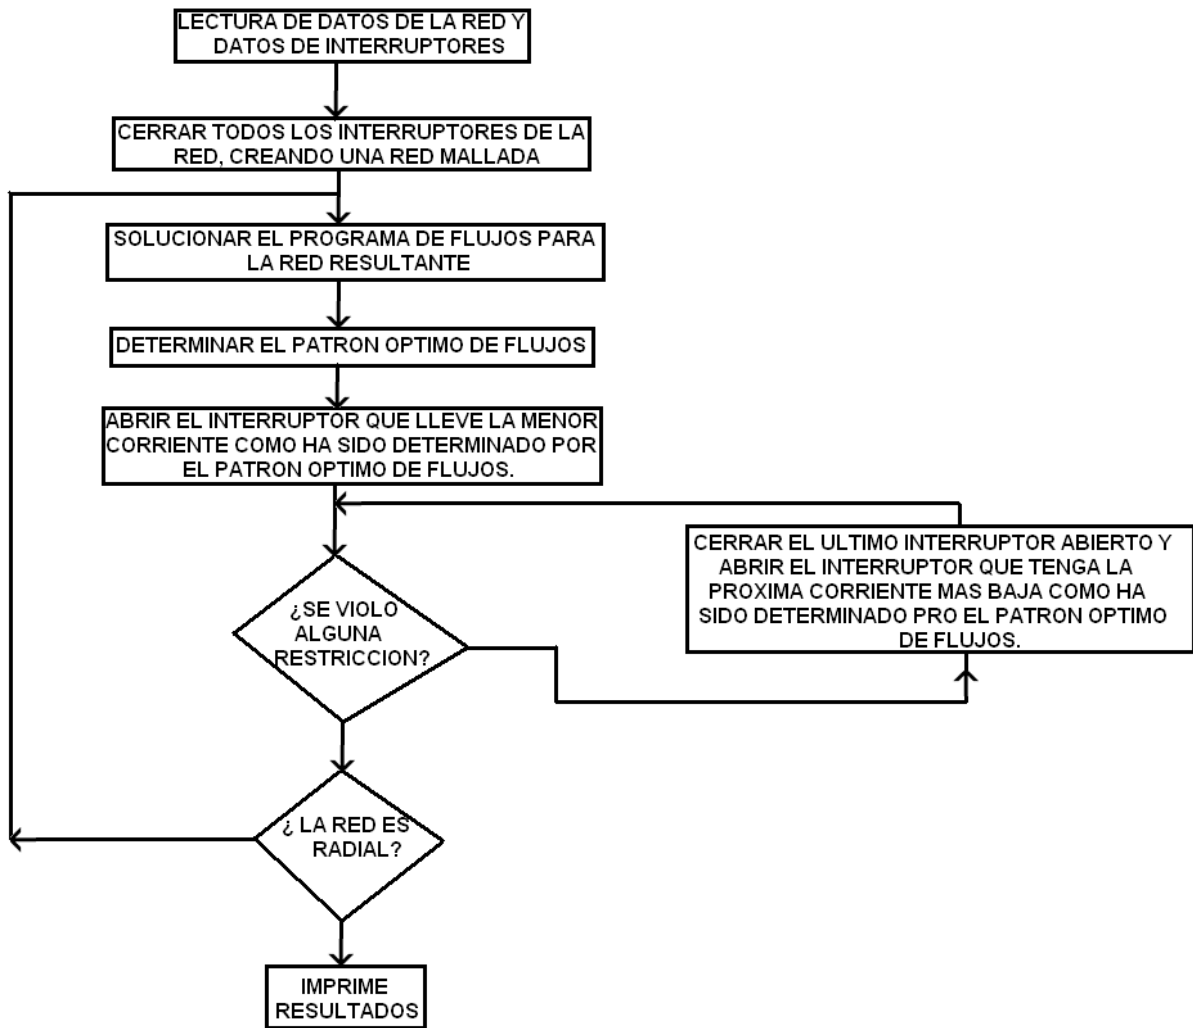 LECTURA DE DATOS DE LA RED Y
DATOS DE INTERRUPTORES
CERRAR TODOS LOS INTERRUPTORES DE LA
RED, CREANDO UNA RED MALLADA
SOLUCIONAR EL PROGRAMA DE FLUJOS PARA
LA RED RESULTANTE
DETERMINAR EL PATRON OPTIMO DE FLUJOS
ABRIR EL INTERRUPTOR QUE LLEVE LA MENOR
CORRIENTE COMO HA SIDO DETERMINADO POR
EL PATRON OPTIMO DE FLUJOS.
¿SE VIOLO
ALGUNA
RESTRICCION?
CERRAR EL ULTIMO INTERRUPTOR ABIERTO Y
ABRIR EL INTERRUPTOR QUE TENGA LA
PROXIMA CORRIENTE MAS BAJA COMO HA
SIDO DETERMINADO PRO EL PATRON OPTIMO
DE FLUJOS.
¿ LA RED ES
RADIAL?
IMPRIME
RESULTADOS